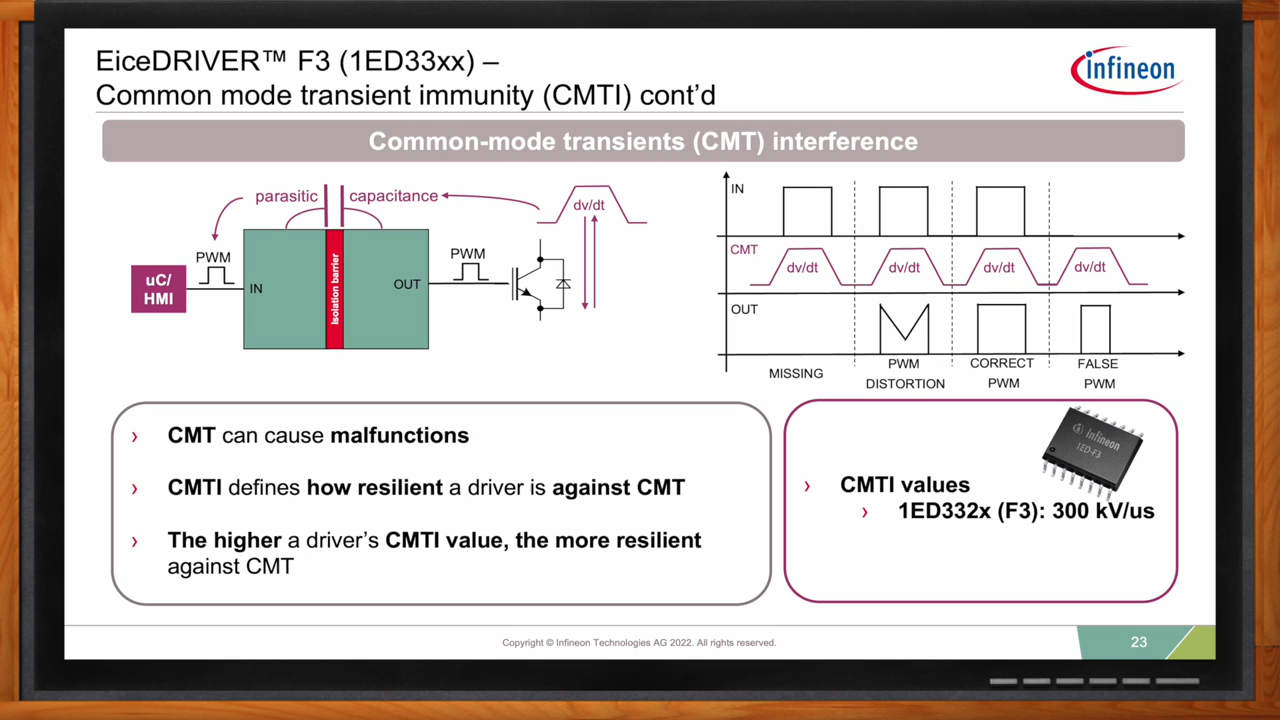 EiceDRIVER™ F3 (1ED33xx) –
Common mode transient immunity (CMTI) cont'd
infineon
Common-mode transients (CMT) interference
parasitic
capacitance
dv/dt
PWM
PWM
uC/
HMI
IN
Isolation barrier
OUT
IN
CMT
dv/dt
dv/dt
dv/dt
dv/dt
OUT
MISSING
PWM
DISTORTION
CORRECT
PWM
FALSE
PWM
› CMT can cause malfunctions
› CMTI defines how resilient a driver is against CMT
› The higher a driver's CMTI value, the more resilient
against CMT
infineon
1ED-F3
› CMTI values
› 1ED332x (F3): 300 kV/us
Copyright © Infineon Technologies AG 2022. All rights reserved.
23